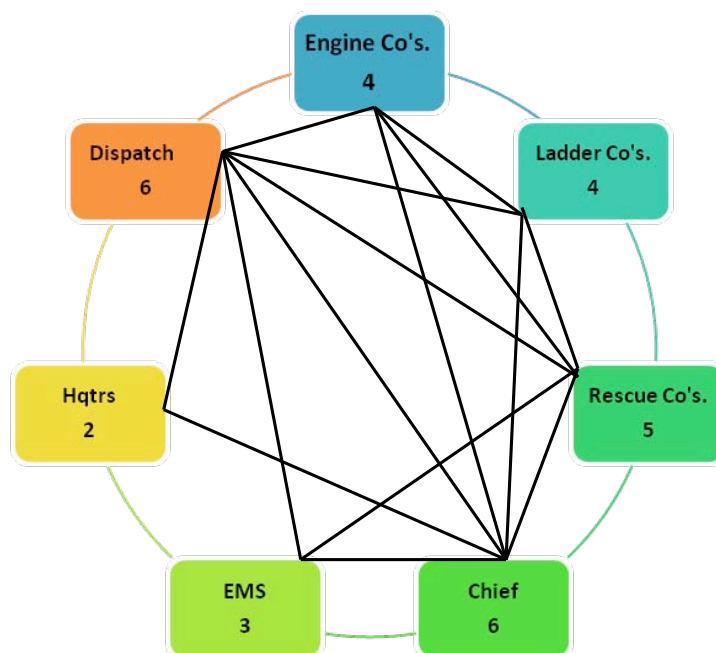 Engine Co's.
4
Ladder Co's.
4
Rescue Co's.
5
Chief
6
EMS
3
Hqtrs
2
Dispatch
6